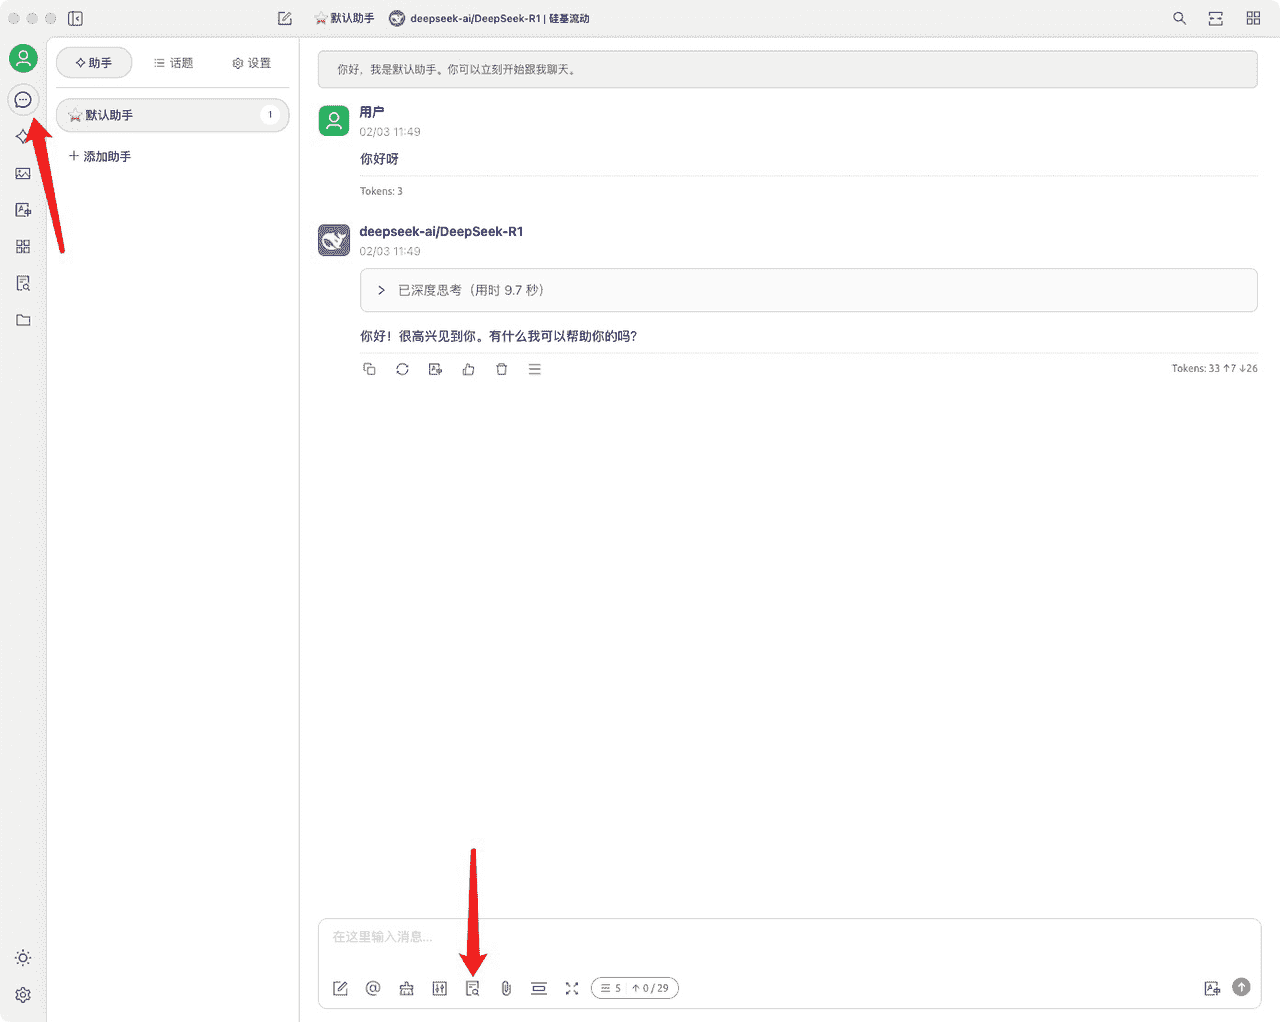 默认助手
deepseek-ai/DeepSeek-R1 | 硅基流动
助手
话题
设置
默认助手
1
添加助手
你好，我是默认助手。你可以立刻开始跟我聊天。
用户
02/03 11:49
你好呀
Tokens: 3
deepseek-ai/DeepSeek-R1
02/03 11:49
已深度思考（用时 9.7 秒）
你好！很高兴见到你。有什么我可以帮助你的吗？
Tokens: 33 ↑7 ↓26
在这里输入消息...
5 ↑ 0 / 29